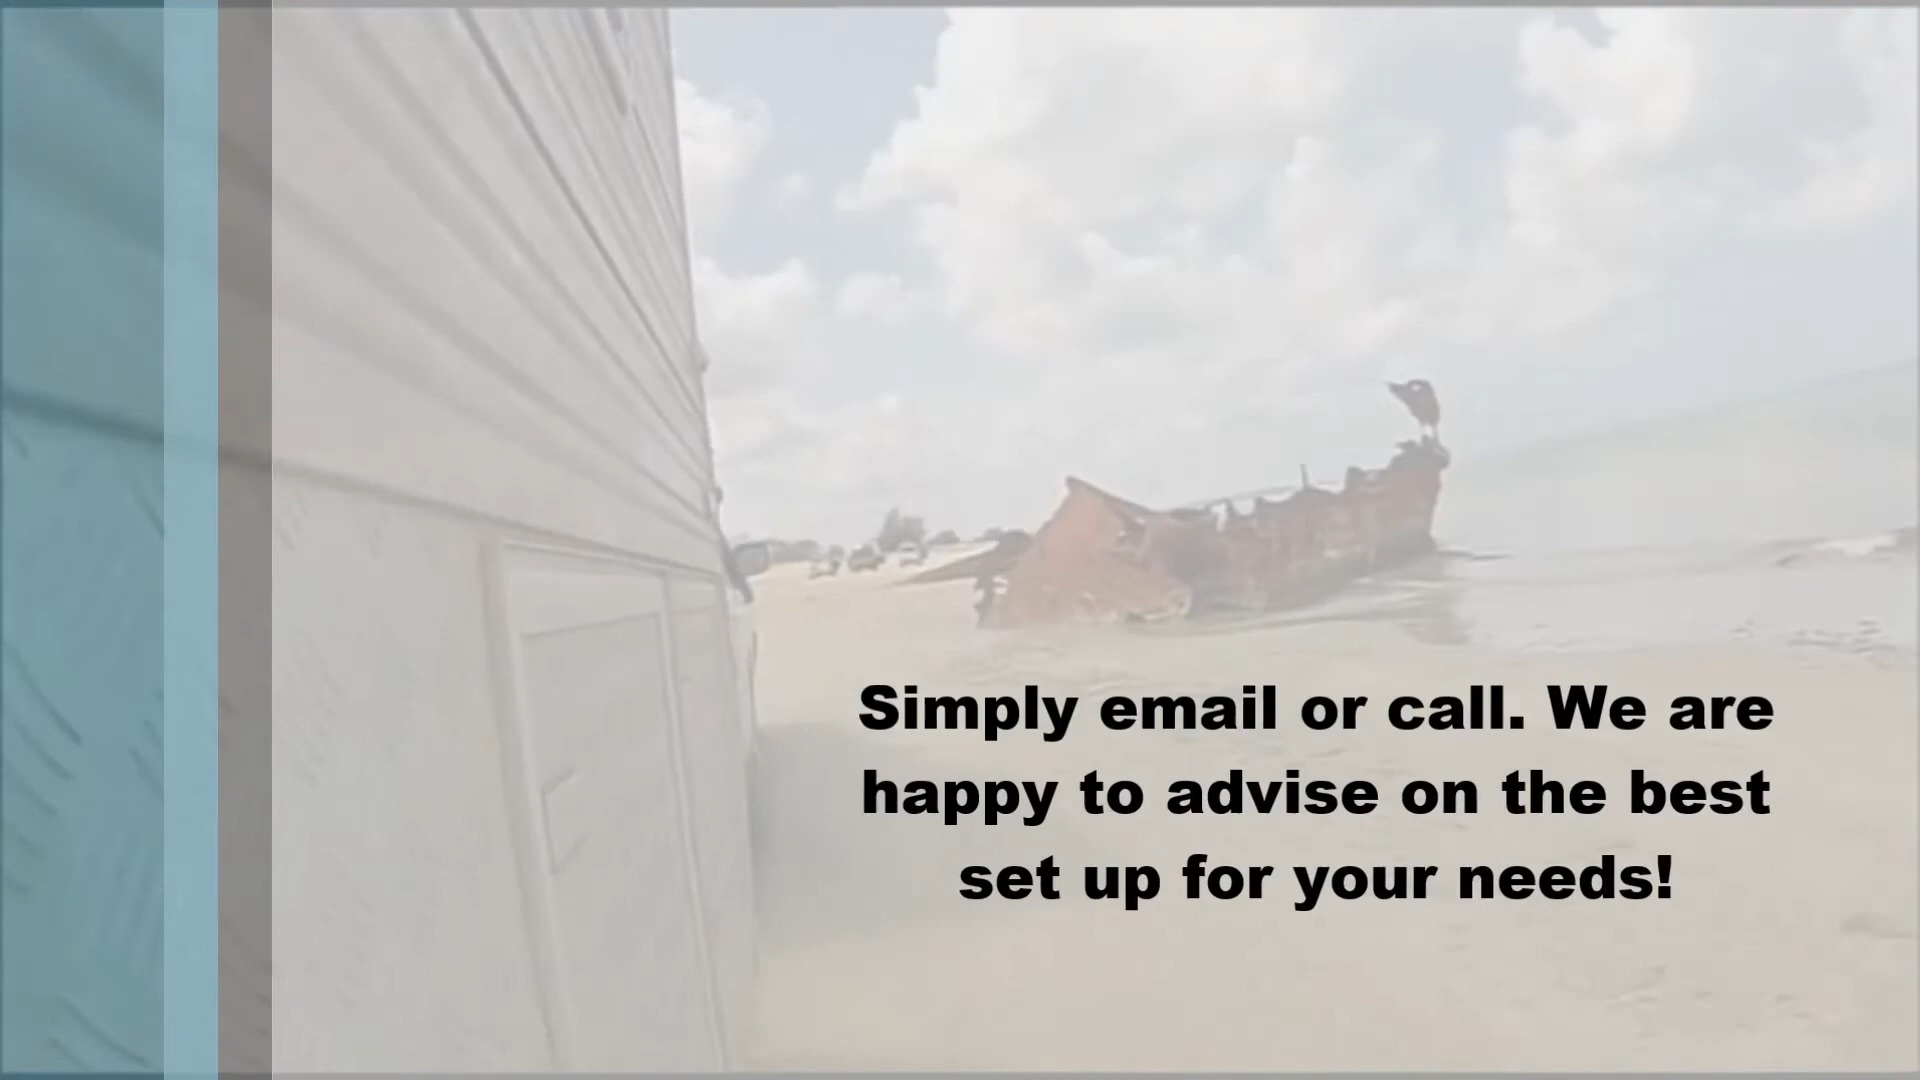 Simply email or call. We are
happy to advise on the best
set up for your needs!